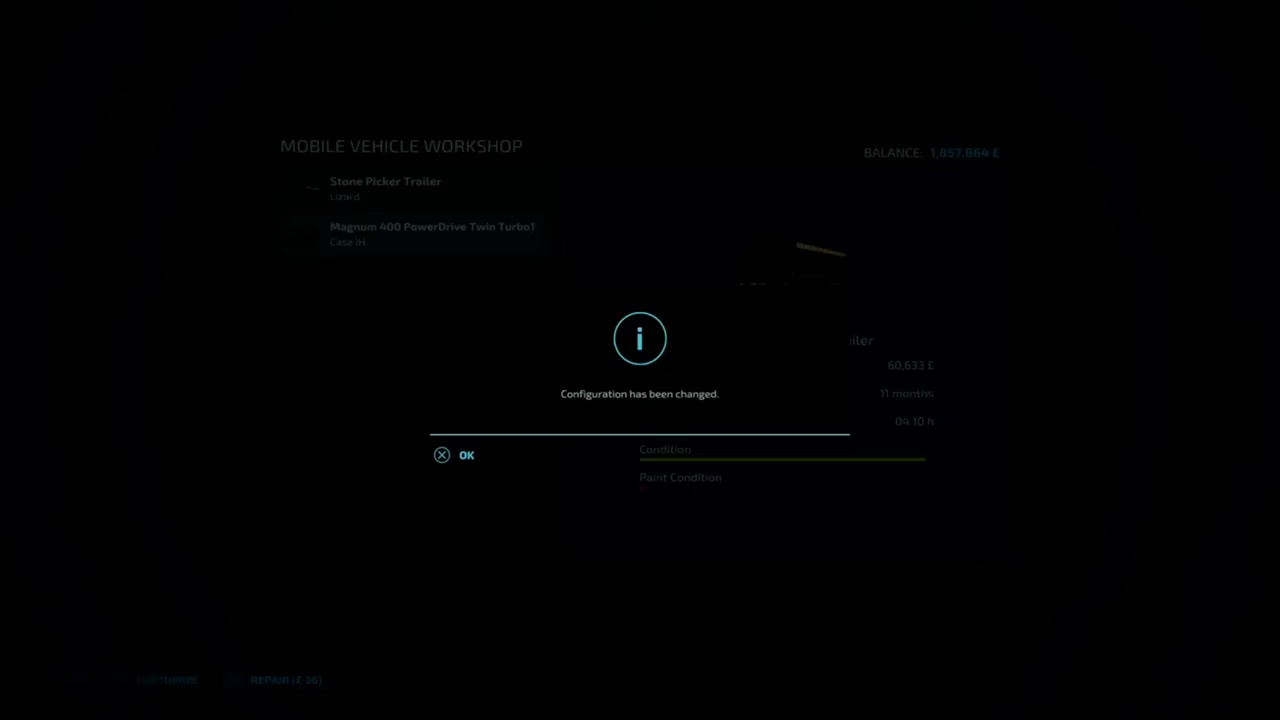 MOBILE VEHICLE WORKSHOP
BALANCE: 1,857,864 £
Stone Picker Trailer
Lizard
Magnum 400 PowerDrive Twin Turbo1
Case IH
i
Configuration has been changed.
OK
ailer
60,633 £
11 months
04:10 h
Condition
Paint Condition
CUSTOMIZE
REPAIR (£ 36)